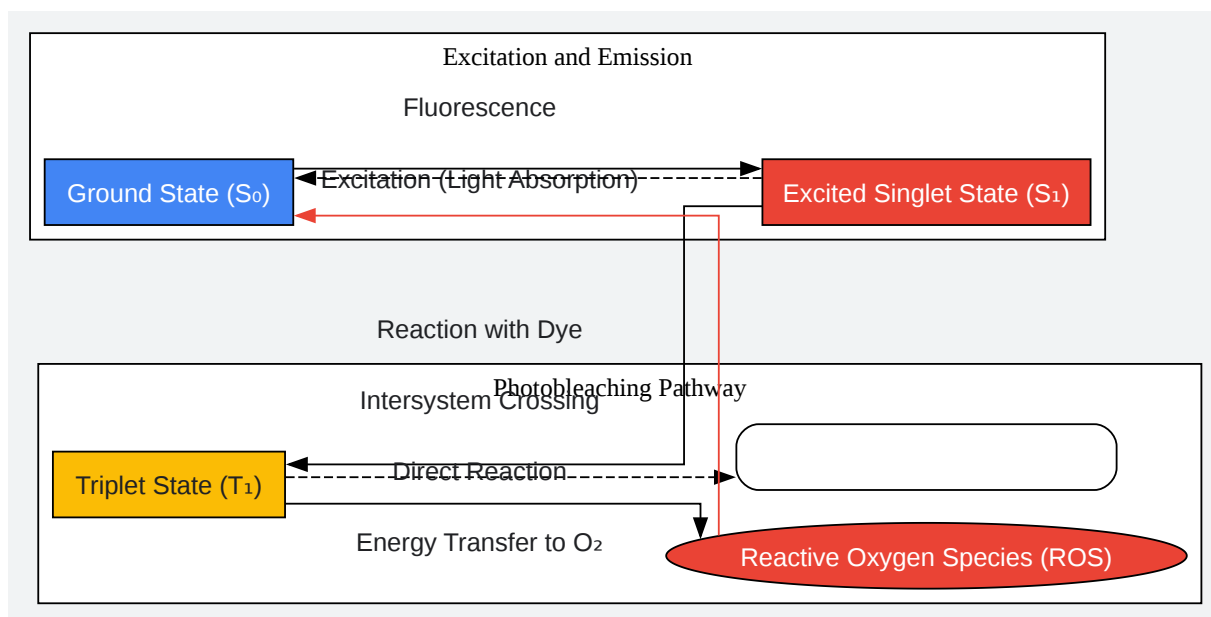 Excitation and Emission
Fluorescence
Excitation (Light Absorption)
Ground State (S₀)
Excited Singlet State (S₁)
Reaction with Dye
Photobleaching Pathway
Intersystem Crossing
Direct Reaction
Triplet State (T₁)
Energy Transfer to O₂
Reactive Oxygen Species (ROS)